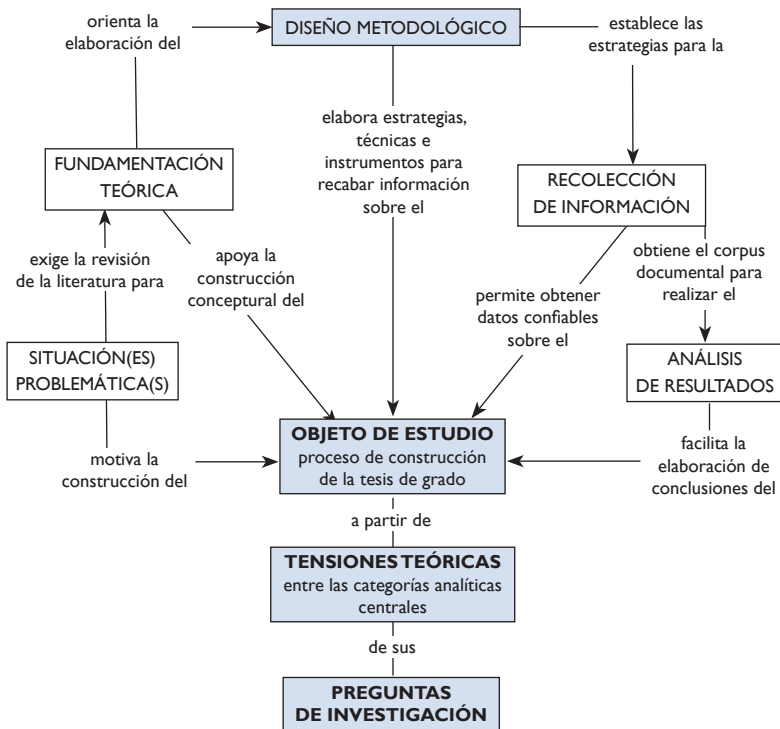 orienta la
elaboración del
DISEÑO METODOLÓGICO
establece las
estrategias para la
elabora estrategias,
técnicas e
instrumentos para
recabar información
sobre el
FUNDAMENTACIÓN
TEÓRICA
RECOLECCIÓN
DE INFORMACIÓN
exige la revisión
de la literatura para
apoya la
construcción
conceptural del
obtiene el corpus
documental para
realizar el
permite obtener
datos confiables
sobre el
SITUACIÓN(ES)
PROBLEMÁTICA(S)
ANÁLISIS
DE RESULTADOS
motiva la
construcción del
OBJETO DE ESTUDIO
proceso de construcción
de la tesis de grado
facilita la
elaboración de
conclusiones del
a partir de
TENSIONES TEÓRICAS
entre las categorías analíticas
centrales
de sus
PREGUNTAS
DE INVESTIGACIÓN